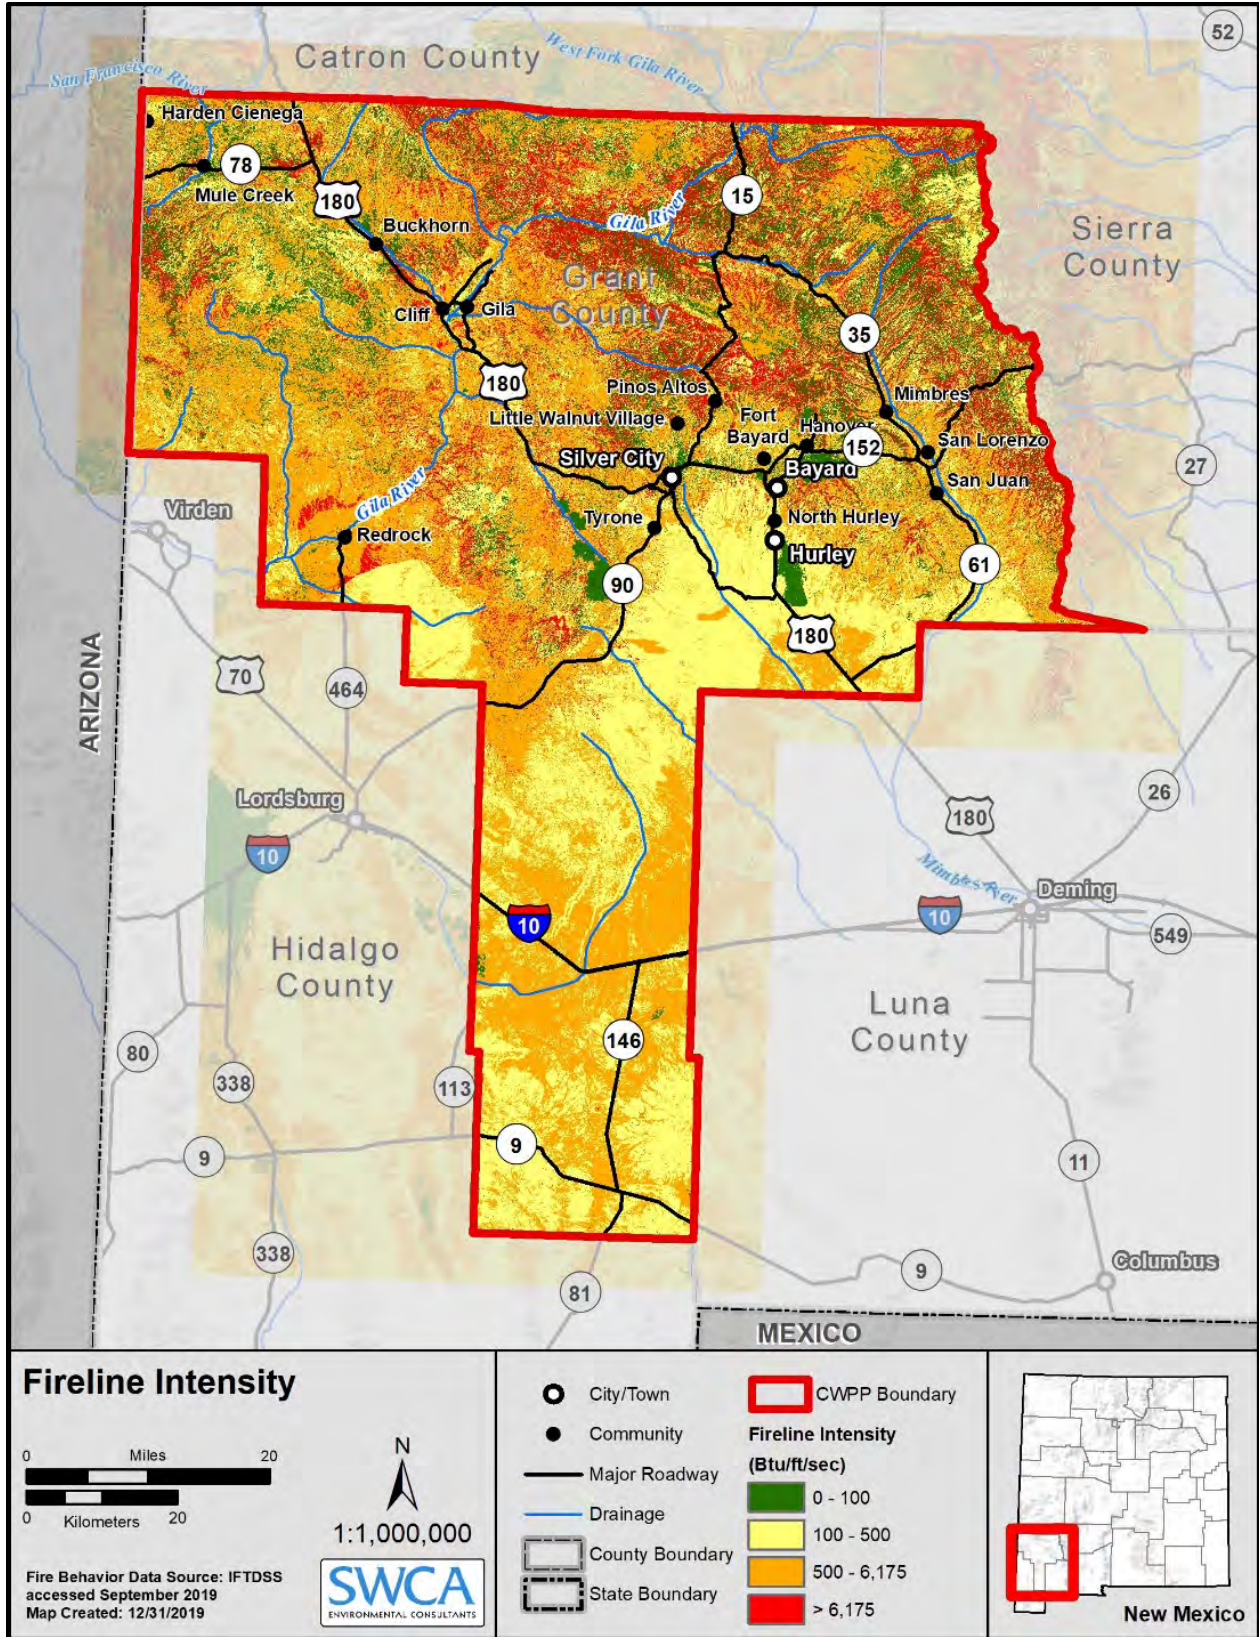 52
Catron County
West Fork Gila River
San Francisco River
Harden Cienega
78
Mule Creek
180
15
Buckhorn
Gila River
Sierra
County
Grant
County
Cliff
Gila
35
180
Pinos Altos
Mimbres
Little Walnut Village
Fort
Bayard
Hanover
152
San Lorenzo
27
Silver City
Bayard
San Juan
Virden
Gila River
Tyrone
North Hurley
Redrock
Hurley
90
61
180
ARIZONA
70
464
Lordsburg
26
180
10
Mimbres River
Deming
10
10
549
Hidalgo
County
Luna
County
146
80
338
113
9
9
11
338
Columbus
9
81
MEXICO
Fireline Intensity
0 Miles 20
0 Kilometers 20
N
1:1,000,000
Fire Behavior Data Source: IFTDSS
accessed September 2019
Map Created: 12/31/2019
SWCA
ENVIRONMENTAL CONSULTANTS
City/Town
Community
Major Roadway
Drainage
County Boundary
State Boundary
CWPP Boundary
Fireline Intensity
(Btu/ft/sec)
0 - 100
100 - 500
500 - 6,175
> 6,175
New Mexico